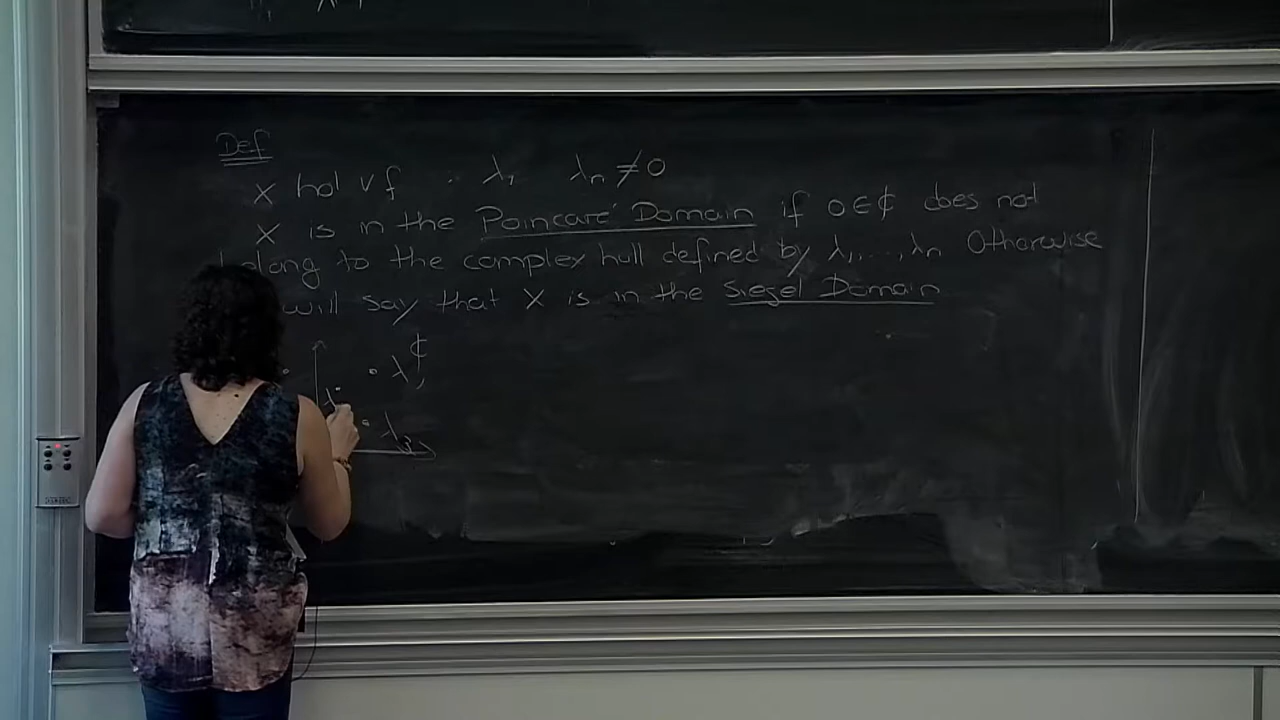 Def
X hol vf . λ1 λn ≠ 0
X is in the Poincaré Domain if 0 ∈ ℂ does not
belong to the complex hull defined by λ1, ..., λn Otherwise
will say that X is in the Siegel Domain
ℂ
λ1
λ
λ3